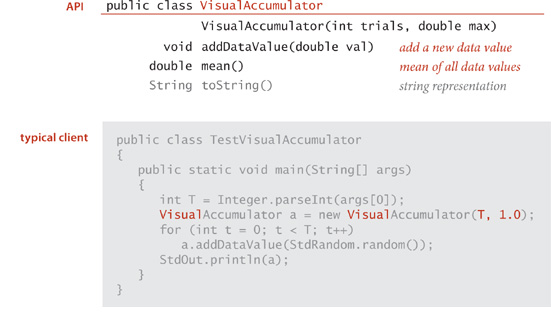 API public class VisualAccumulator
VisualAccumulator(int trials, double max)
void addDataValue(double val) add a new data value
double mean() mean of all data values
String toString() string representation
typical client
public class TestVisualAccumulator
{
public static void main(String[] args)
{
int T = Integer.parseInt(args[0]);
VisualAccumulator a = new VisualAccumulator(T, 1.0);
for (int t = 0; t < T; t++)
a.addDataValue(StdRandom.random());
StdOut.println(a);
}
}